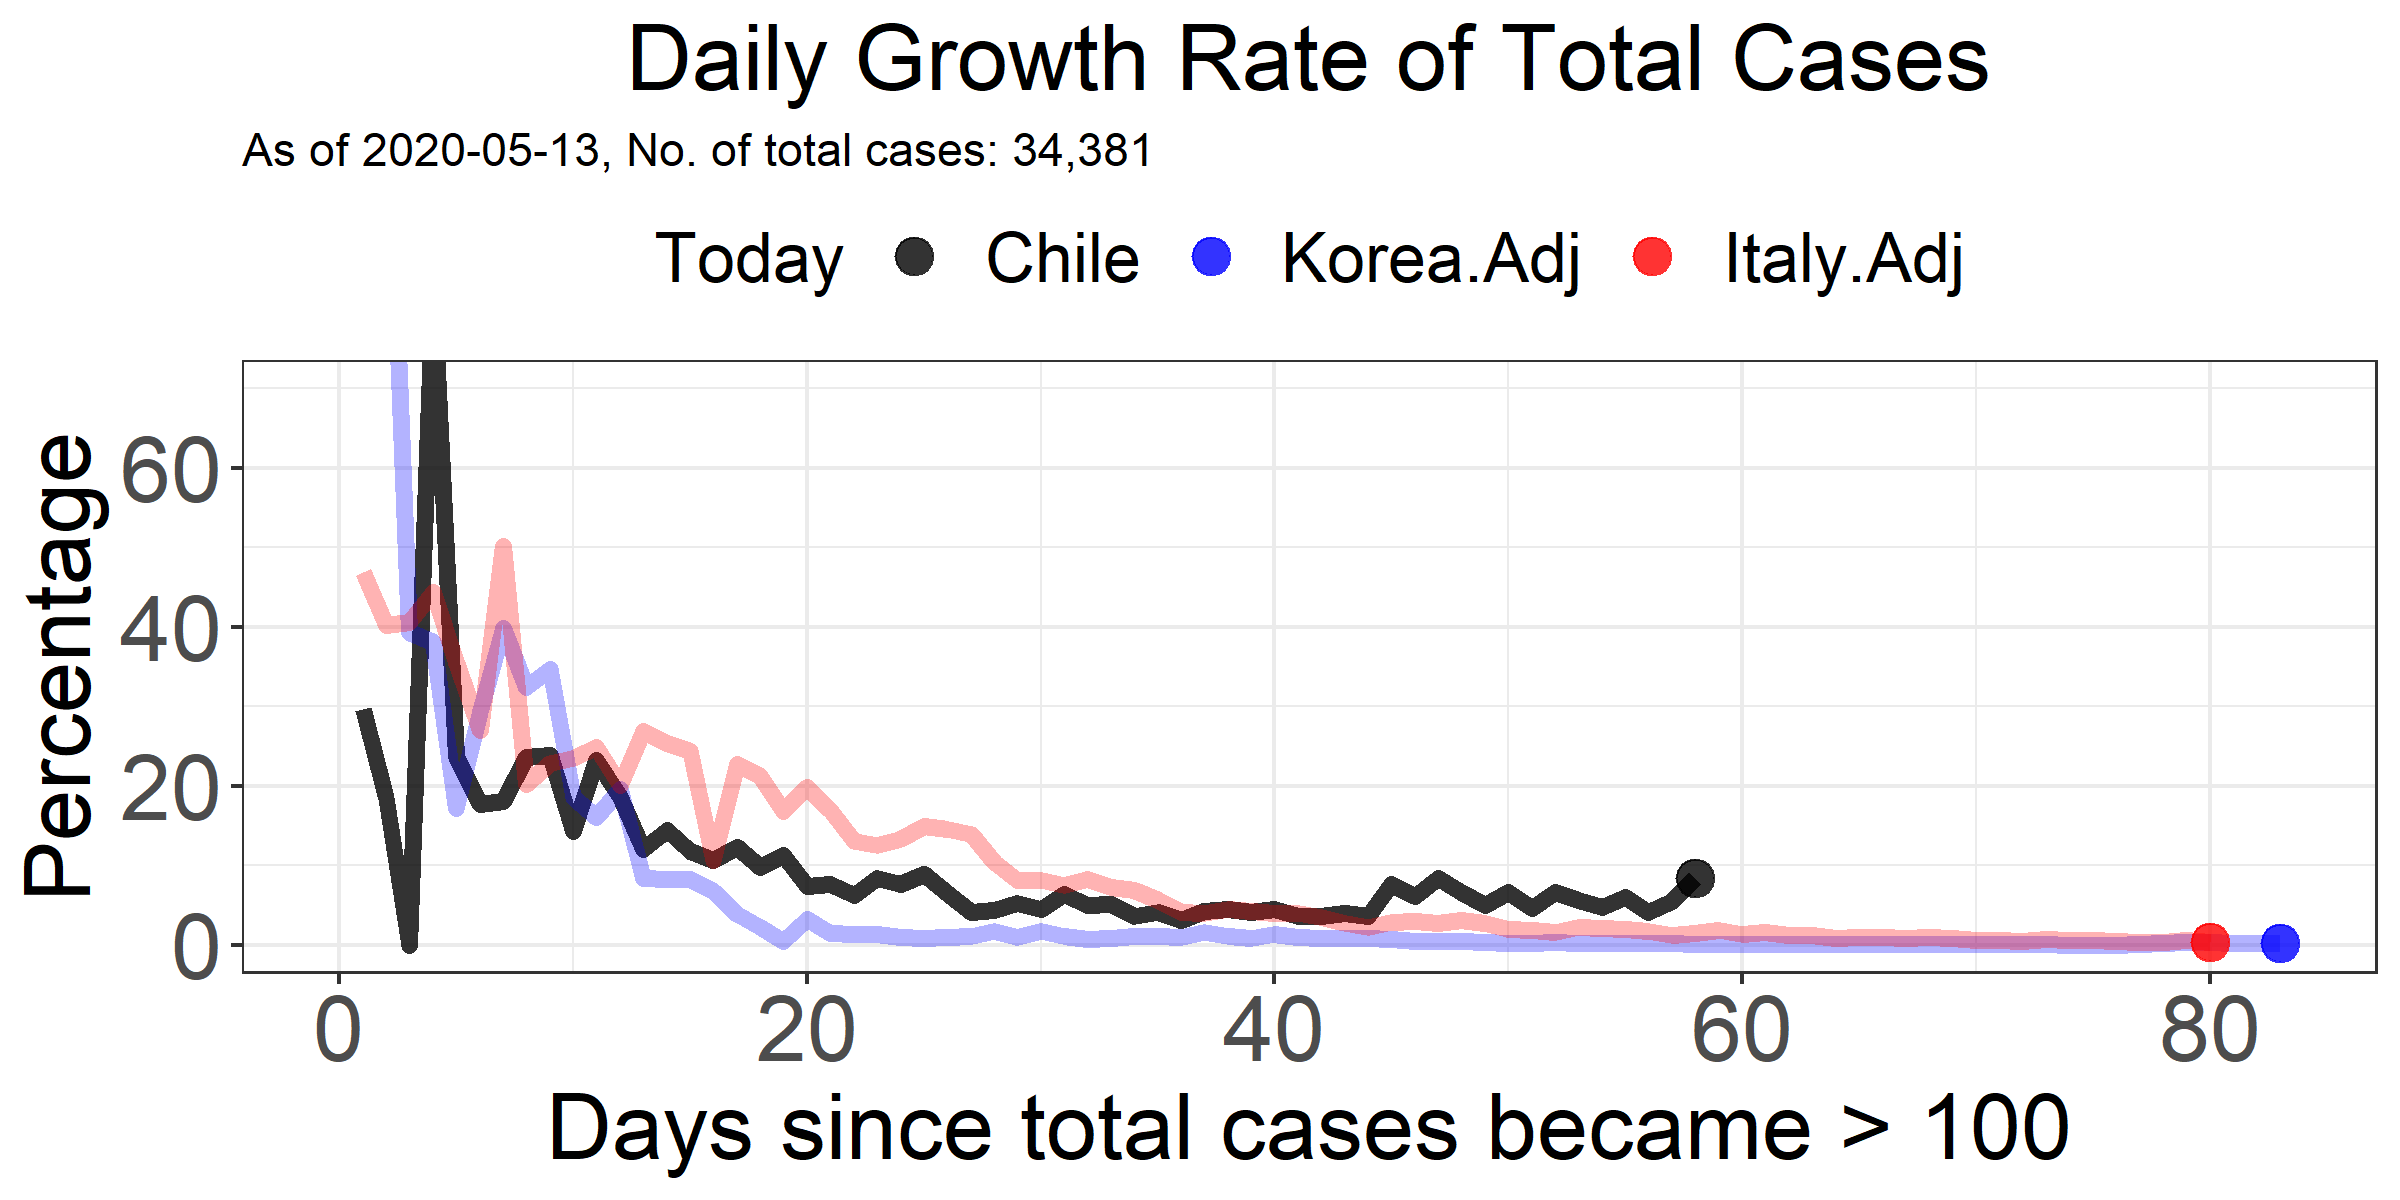 Daily Growth Rate of Total Cases
As of 2020-05-13, No. of total cases: 34,381
Today Chile Korea.Adj Italy.Adj
Percentage
60
40
20
0
0 20 40 60 80
Days since total cases became > 100